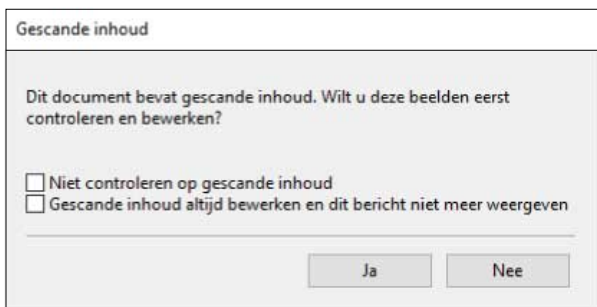 Gescande inhoud
Dit document bevat gescande inhoud. Wilt u deze beelden eerst
controleren en bewerken?
Niet controleren op gescande inhoud
Gescande inhoud altijd bewerken en dit bericht niet meer weergeven
Ja
Nee